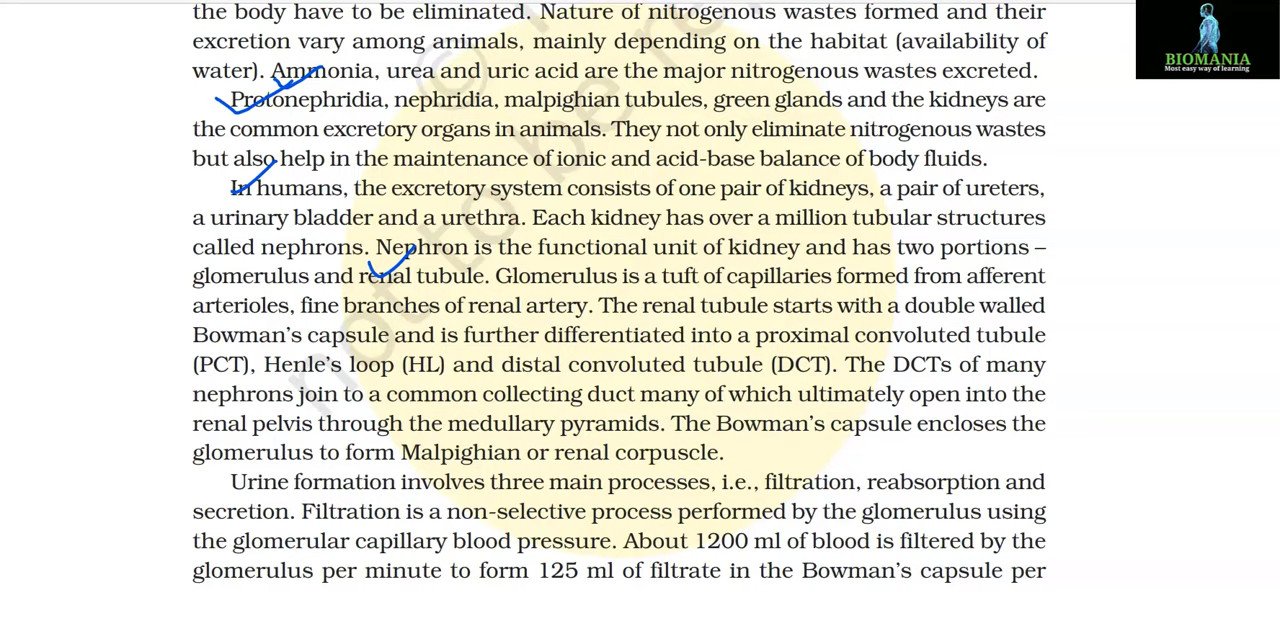 the body have to be eliminated. Nature of nitrogenous wastes formed and their
excretion vary among animals, mainly depending on the habitat (availability of
water). Ammonia, urea and uric acid are the major nitrogenous wastes excreted.
Protonephridia, nephridia, malpighian tubules, green glands and the kidneys are
the common excretory organs in animals. They not only eliminate nitrogenous wastes
but also help in the maintenance of ionic and acid-base balance of body fluids.
In humans, the excretory system consists of one pair of kidneys, a pair of ureters,
a urinary bladder and a urethra. Each kidney has over a million tubular structures
called nephrons. Nephron is the functional unit of kidney and has two portions –
glomerulus and renal tubule. Glomerulus is a tuft of capillaries formed from afferent
arterioles, fine branches of renal artery. The renal tubule starts with a double walled
Bowman's capsule and is further differentiated into a proximal convoluted tubule
(PCT), Henle's loop (HL) and distal convoluted tubule (DCT). The DCTs of many
nephrons join to a common collecting duct many of which ultimately open into the
renal pelvis through the medullary pyramids. The Bowman's capsule encloses the
glomerulus to form Malpighian or renal corpuscle.
Urine formation involves three main processes, i.e., filtration, reabsorption and
secretion. Filtration is a non-selective process performed by the glomerulus using
the glomerular capillary blood pressure. About 1200 ml of blood is filtered by the
glomerulus per minute to form 125 ml of filtrate in the Bowman's capsule per
BIOMANIA
Most easy way of learning
not to be re
©